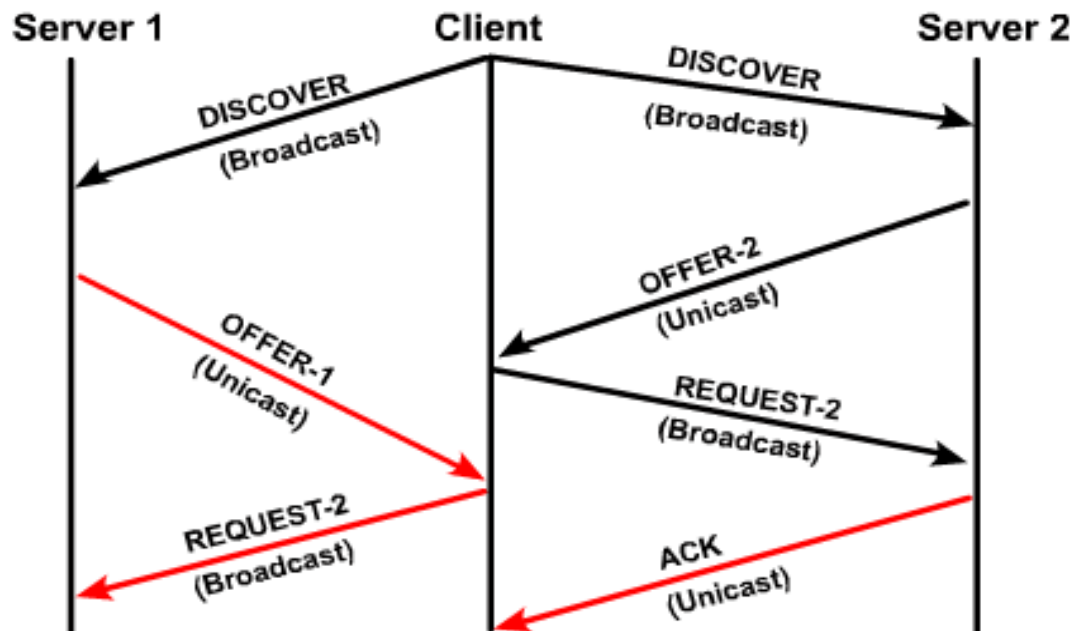 Server 1
Client
Server 2
DISCOVER
(Broadcast)
DISCOVER
(Broadcast)
OFFER-2
(Unicast)
OFFER-1
(Unicast)
REQUEST-2
(Broadcast)
REQUEST-2
(Broadcast)
ACK
(Unicast)